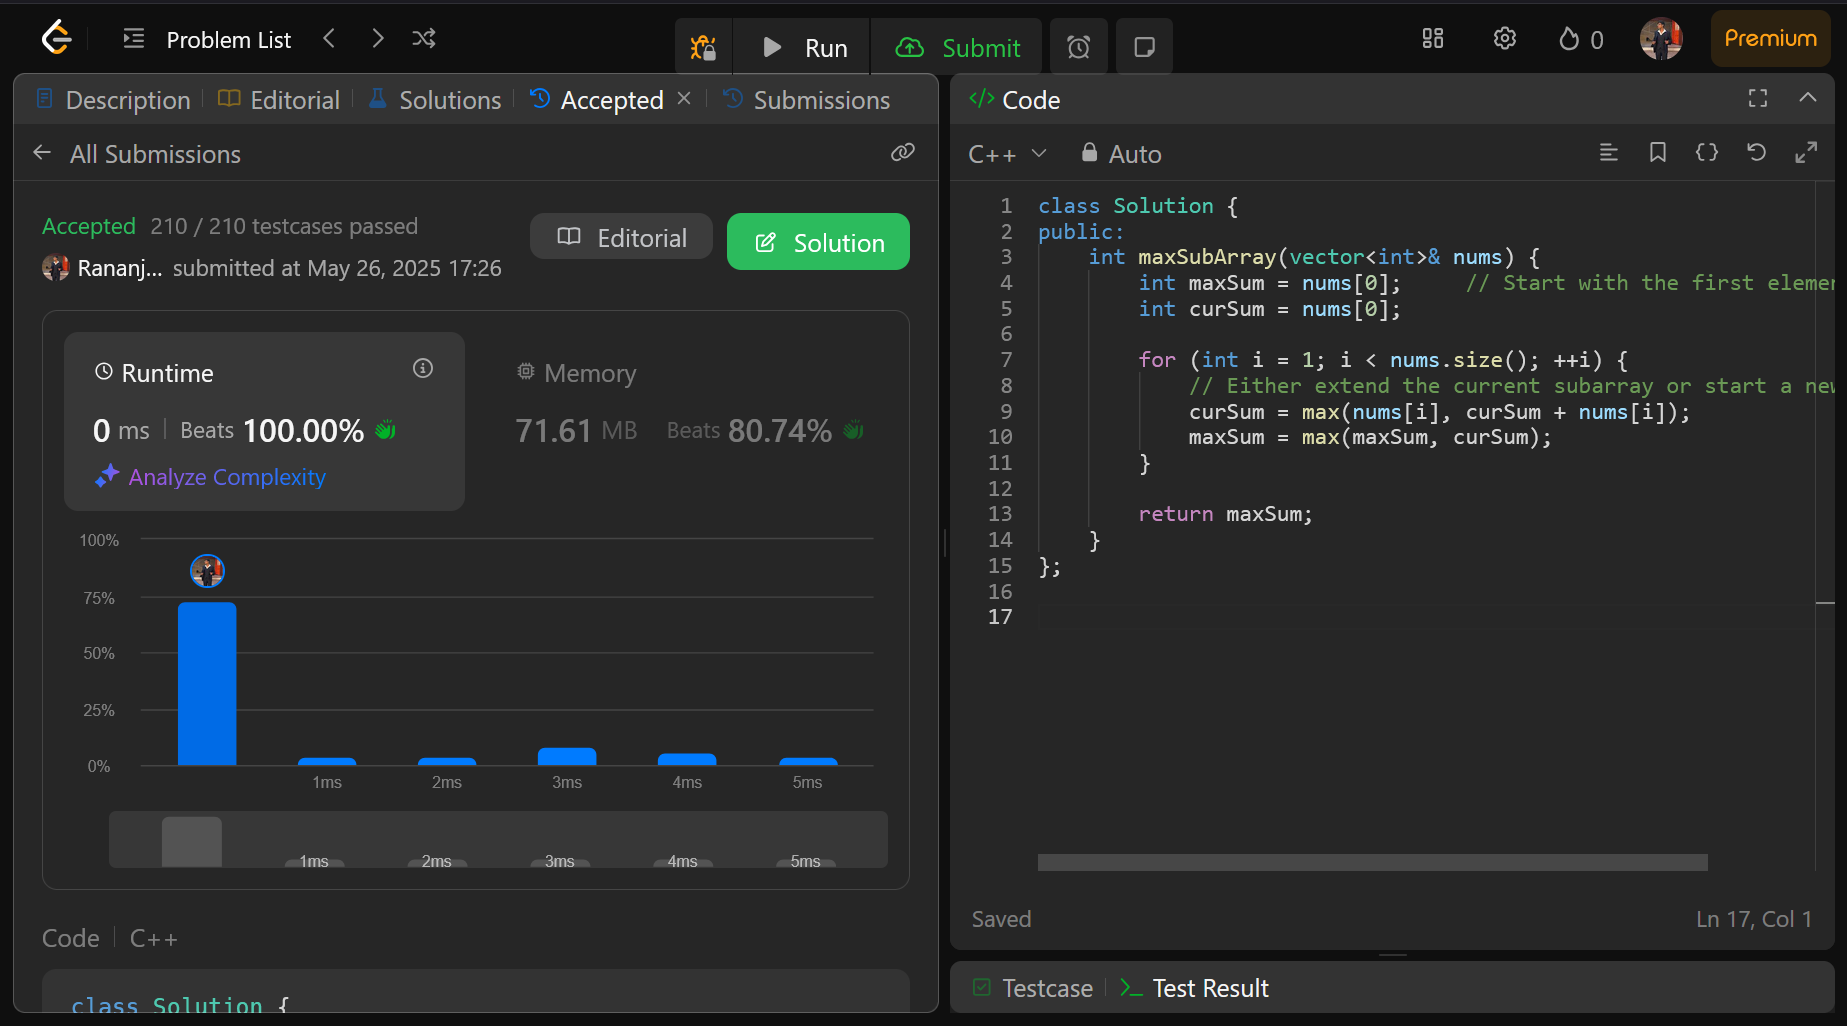 Problem List
Run
Submit
0
Premium
Description
Editorial
Solutions
Accepted
Submissions
All Submissions
Accepted 210 / 210 testcases passed
Rananj... submitted at May 26, 2025 17:26
Editorial
Solution
Runtime
0 ms Beats 100.00%
Analyze Complexity
Memory
71.61 MB Beats 80.74%
100%
75%
50%
25%
0%
1ms 2ms 3ms 4ms 5ms
1ms 2ms 3ms 4ms 5ms
Code C++
class Solution {
</> Code
C++ Auto
1 class Solution {
2 public:
3 int maxSubArray(vector<int>& nums) {
4 int maxSum = nums[0]; // Start with the first elemen
5 int curSum = nums[0];
6
7 for (int i = 1; i < nums.size(); ++i) {
8 // Either extend the current subarray or start a new
9 curSum = max(nums[i], curSum + nums[i]);
10 maxSum = max(maxSum, curSum);
11 }
12
13 return maxSum;
14 }
15 };
16
17
Saved
Ln 17, Col 1
Testcase
Test Result